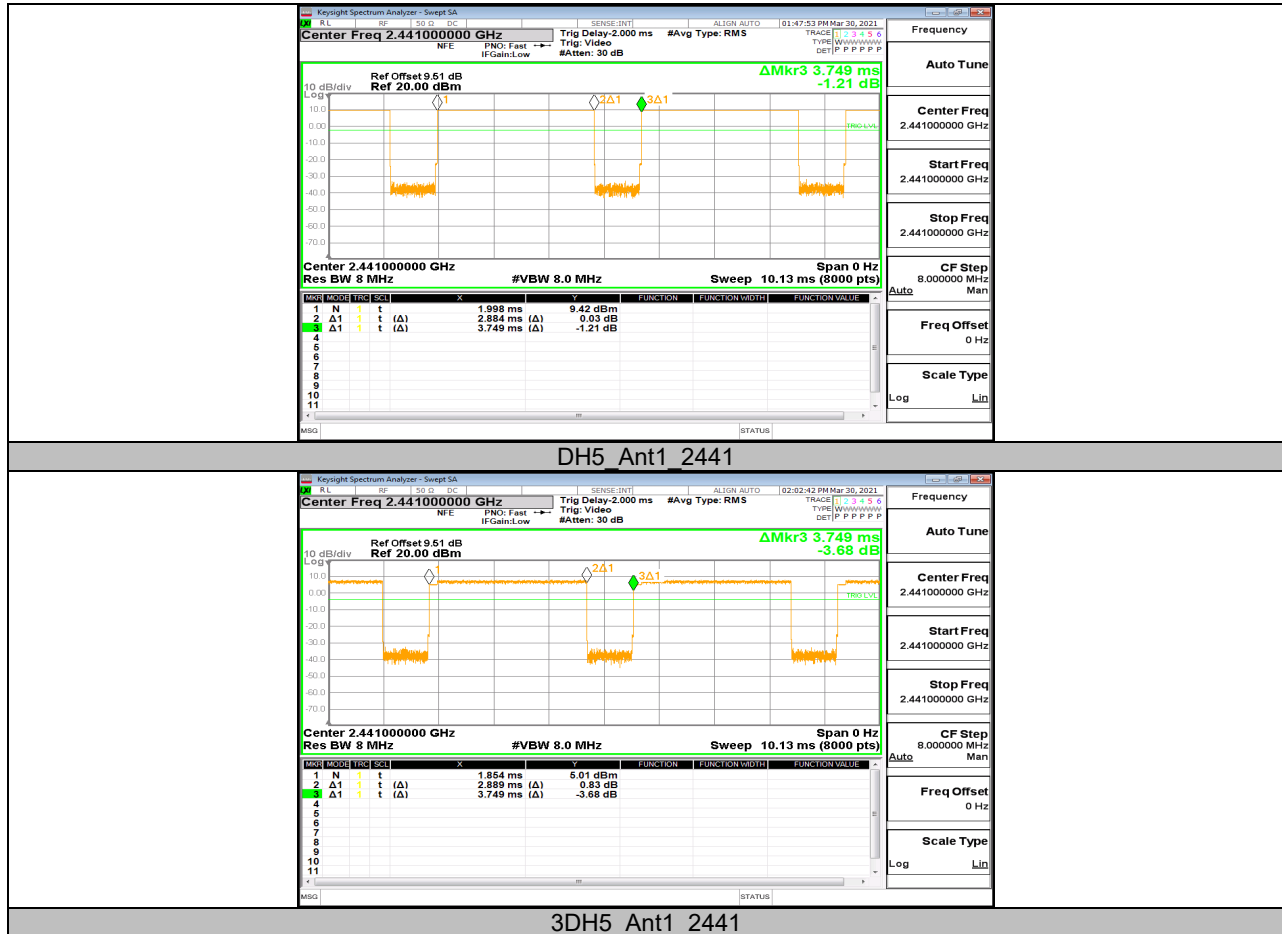 Keysight Spectrum Analyzer - Swept SA
RL RF 50 Ω DC SENSE:INT ALIGN AUTO 01:47:53 PM Mar 30, 2021
Center Freq 2.441000000 GHz
NFE PNO: Fast IFGain:Low
Trig Delay-2.000 ms #Avg Type: RMS
Trig: Video
#Atten: 30 dB
TRACE 1 2 3 4 5 6
TYPE WWWWWW
DET P P P P P P
Frequency
Auto Tune
Center Freq
2.441000000 GHz
Start Freq
2.441000000 GHz
Stop Freq
2.441000000 GHz
CF Step
8.000000 MHz
Auto Man
Freq Offset
0 Hz
Scale Type
Log Lin
ΔMkr3 3.749 ms
-1.21 dB
Ref Offset 9.51 dB
10 dB/div Ref 20.00 dBm
Log
1 2Δ1 3Δ1
10.0
0.00 TRIG LVL
-10.0
-20.0
-30.0
-40.0
-50.0
-60.0
-70.0
Center 2.441000000 GHz Span 0 Hz
Res BW 8 MHz #VBW 8.0 MHz Sweep 10.13 ms (8000 pts)
MKR MODE TRC SCL X Y FUNCTION FUNCTION WIDTH FUNCTION VALUE
1 N 1 t 1.998 ms 9.42 dBm
2 Δ1 1 t (Δ) 2.884 ms (Δ) 0.03 dB
3 Δ1 1 t (Δ) 3.749 ms (Δ) -1.21 dB
4
5
6
7
8
9
10
11
MSG STATUS
DH5_Ant1_2441
Keysight Spectrum Analyzer - Swept SA
RL RF 50 Ω DC SENSE:INT ALIGN AUTO 02:02:42 PM Mar 30, 2021
Center Freq 2.441000000 GHz
NFE PNO: Fast IFGain:Low
Trig Delay-2.000 ms #Avg Type: RMS
Trig: Video
#Atten: 30 dB
TRACE 1 2 3 4 5 6
TYPE WWWWWW
DET P P P P P P
Frequency
Auto Tune
Center Freq
2.441000000 GHz
Start Freq
2.441000000 GHz
Stop Freq
2.441000000 GHz
CF Step
8.000000 MHz
Auto Man
Freq Offset
0 Hz
Scale Type
Log Lin
ΔMkr3 3.749 ms
-3.68 dB
Ref Offset 9.51 dB
10 dB/div Ref 20.00 dBm
Log
1 2Δ1 3Δ1
10.0
0.00 TRIG LVL
-10.0
-20.0
-30.0
-40.0
-50.0
-60.0
-70.0
Center 2.441000000 GHz Span 0 Hz
Res BW 8 MHz #VBW 8.0 MHz Sweep 10.13 ms (8000 pts)
MKR MODE TRC SCL X Y FUNCTION FUNCTION WIDTH FUNCTION VALUE
1 N 1 t 1.854 ms 5.01 dBm
2 Δ1 1 t (Δ) 2.889 ms (Δ) 0.83 dB
3 Δ1 1 t (Δ) 3.749 ms (Δ) -3.68 dB
4
5
6
7
8
9
10
11
MSG STATUS
3DH5_Ant1_2441